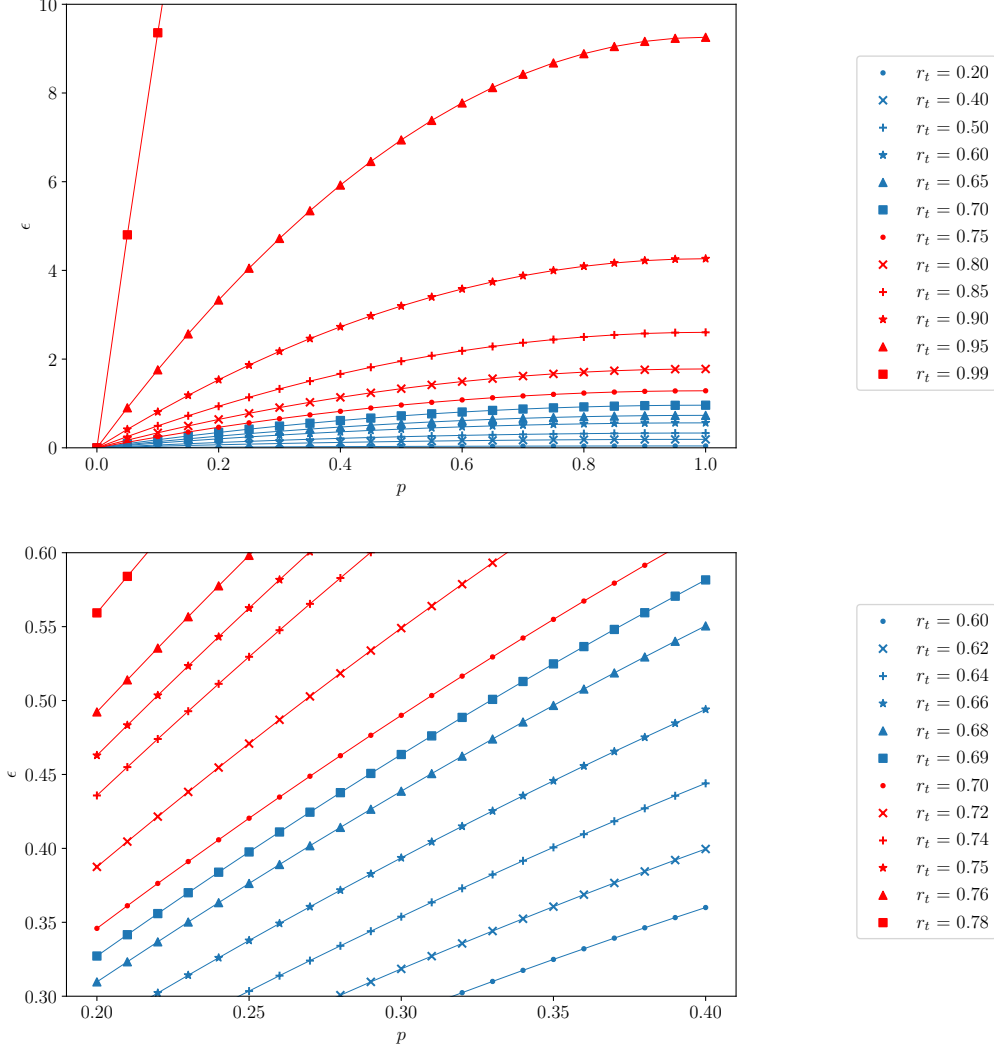 10
8
6
4
2
0
ϵ
0.0 0.2 0.4 0.6 0.8 1.0
p
r_t = 0.20
r_t = 0.40
r_t = 0.50
r_t = 0.60
r_t = 0.65
r_t = 0.70
r_t = 0.75
r_t = 0.80
r_t = 0.85
r_t = 0.90
r_t = 0.95
r_t = 0.99
0.60
0.55
0.50
0.45
0.40
0.35
0.30
ϵ
0.20 0.25 0.30 0.35 0.40
p
r_t = 0.60
r_t = 0.62
r_t = 0.64
r_t = 0.66
r_t = 0.68
r_t = 0.69
r_t = 0.70
r_t = 0.72
r_t = 0.74
r_t = 0.75
r_t = 0.76
r_t = 0.78